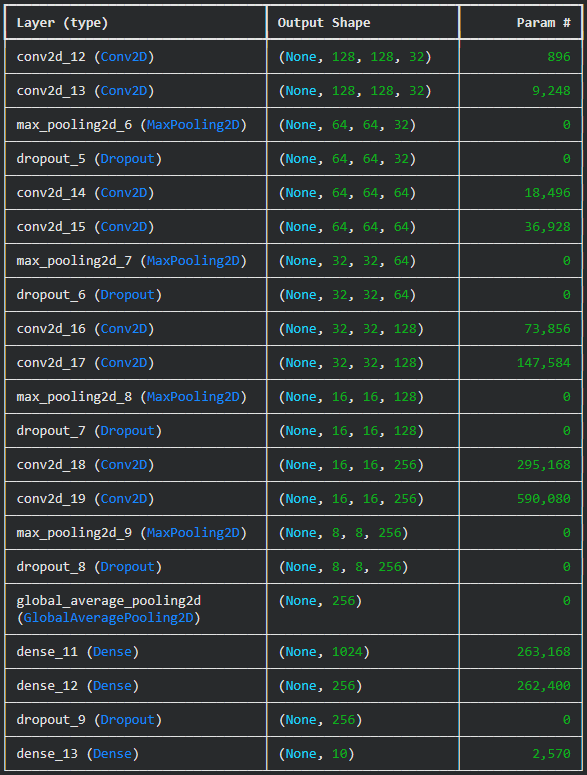 Layer (type) Output Shape Param #
conv2d_12 (Conv2D) (None, 128, 128, 32) 896
conv2d_13 (Conv2D) (None, 128, 128, 32) 9,248
max_pooling2d_6 (MaxPooling2D) (None, 64, 64, 32) 0
dropout_5 (Dropout) (None, 64, 64, 32) 0
conv2d_14 (Conv2D) (None, 64, 64, 64) 18,496
conv2d_15 (Conv2D) (None, 64, 64, 64) 36,928
max_pooling2d_7 (MaxPooling2D) (None, 32, 32, 64) 0
dropout_6 (Dropout) (None, 32, 32, 64) 0
conv2d_16 (Conv2D) (None, 32, 32, 128) 73,856
conv2d_17 (Conv2D) (None, 32, 32, 128) 147,584
max_pooling2d_8 (MaxPooling2D) (None, 16, 16, 128) 0
dropout_7 (Dropout) (None, 16, 16, 128) 0
conv2d_18 (Conv2D) (None, 16, 16, 256) 295,168
conv2d_19 (Conv2D) (None, 16, 16, 256) 590,080
max_pooling2d_9 (MaxPooling2D) (None, 8, 8, 256) 0
dropout_8 (Dropout) (None, 8, 8, 256) 0
global_average_pooling2d (None, 256) 0
(GlobalAveragePooling2D)
dense_11 (Dense) (None, 1024) 263,168
dense_12 (Dense) (None, 256) 262,400
dropout_9 (Dropout) (None, 256) 0
dense_13 (Dense) (None, 10) 2,570